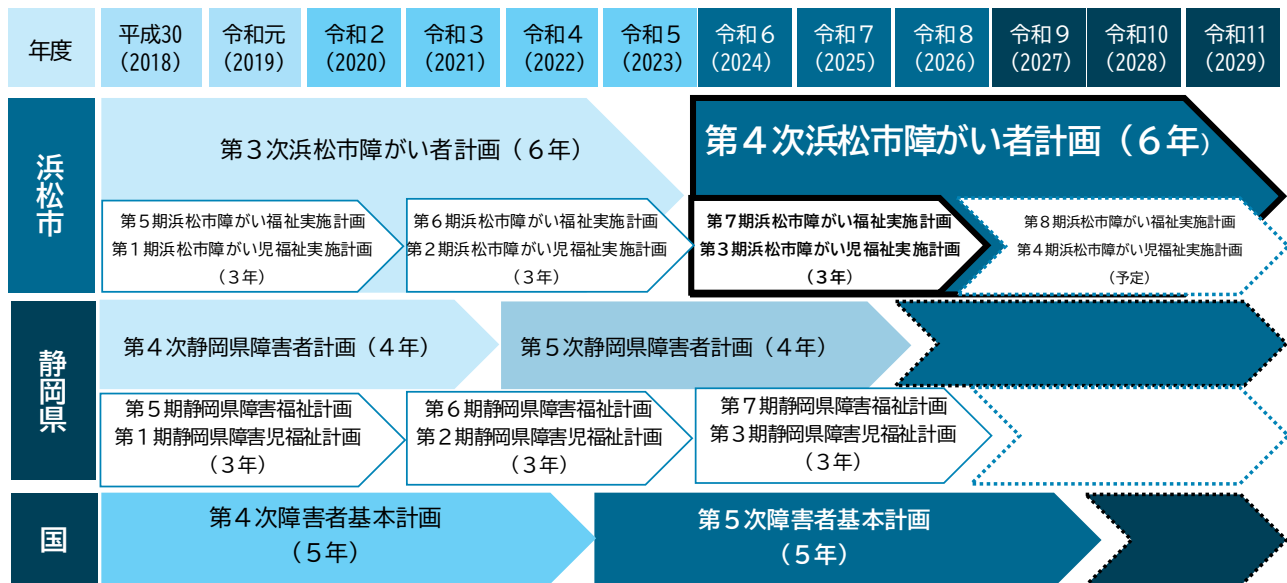 年度
平成30
(2018)
令和元
(2019)
令和2
(2020)
令和3
(2021)
令和4
(2022)
令和5
(2023)
令和6
(2024)
令和7
(2025)
令和8
(2026)
令和9
(2027)
令和10
(2028)
令和11
(2029)
浜松市
第3次浜松市障がい者計画（6年）
第4次浜松市障がい者計画（6年）
第5期浜松市障がい福祉実施計画
第1期浜松市障がい児福祉実施計画
（3年）
第6期浜松市障がい福祉実施計画
第2期浜松市障がい児福祉実施計画
（3年）
第7期浜松市障がい福祉実施計画
第3期浜松市障がい児福祉実施計画
（3年）
第8期浜松市障がい福祉実施計画
第4期浜松市障がい児福祉実施計画
（予定）
静岡県
第4次静岡県障害者計画（4年）
第5次静岡県障害者計画（4年）
第5期静岡県障害福祉計画
第1期静岡県障害児福祉計画
（3年）
第6期静岡県障害福祉計画
第2期静岡県障害児福祉計画
（3年）
第7期静岡県障害福祉計画
第3期静岡県障害児福祉計画
（3年）
国
第4次障害者基本計画
（5年）
第5次障害者基本計画
（5年）